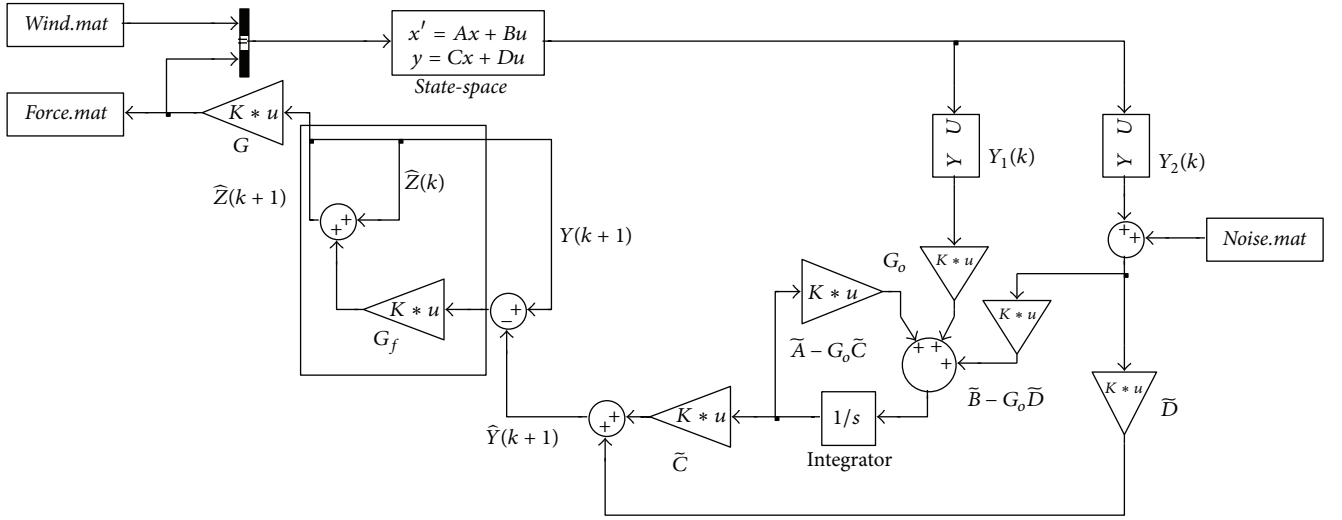 Wind.mat
x′ = Ax + Bu
y = Cx + Du
State-space
Force.mat
K ∗ u
G
U
Y
Y₁(k)
U
Y
Y₂(k)
Ẑ(k)
Ẑ(k + 1)
+
+
Y(k + 1)
+
+
Noise.mat
G_o
K ∗ u
K ∗ u
K ∗ u
K ∗ u
G_f
+
−
Ã − G_oC̃
+
+
+
B̃ − G_oD̃
K ∗ u
D̃
Ŷ(k + 1)
+
+
K ∗ u
C̃
1/s
Integrator